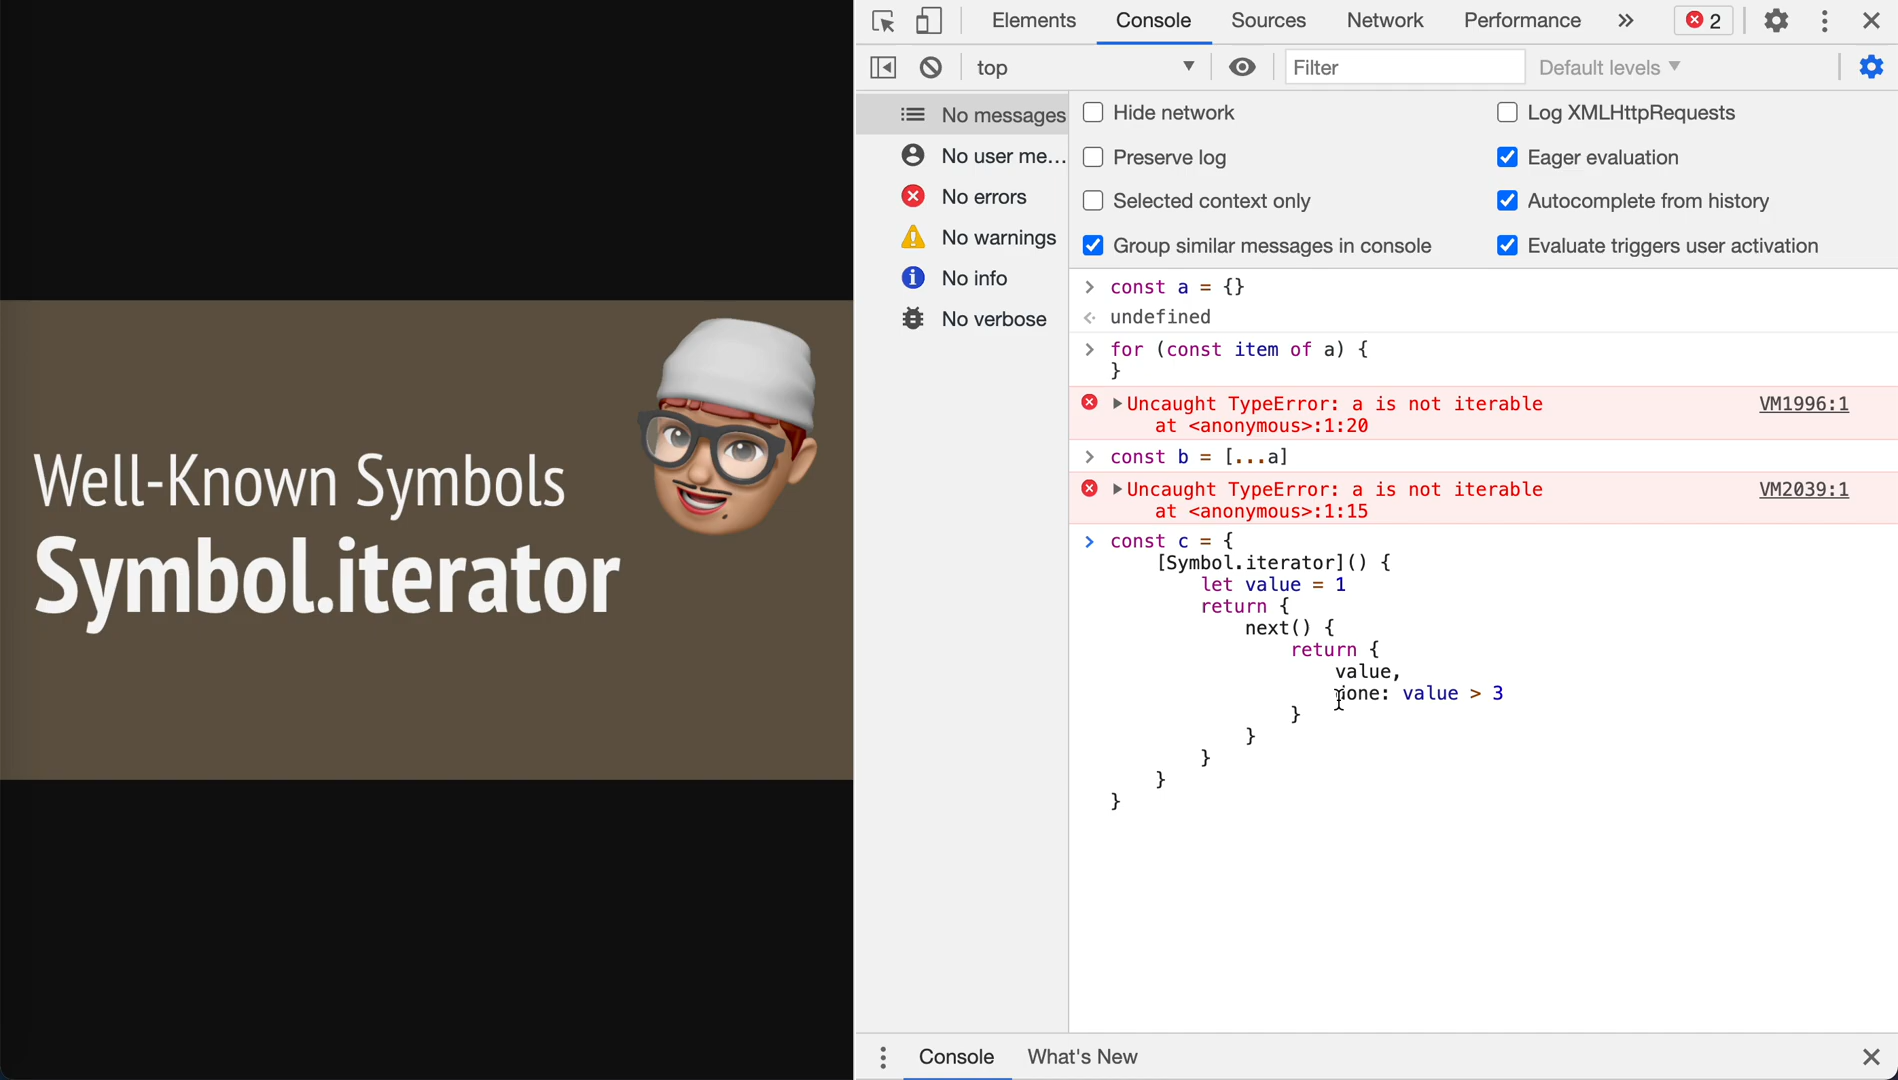 Well-Known Symbols
Symbol.iterator
Elements Console Sources Network Performance » 2
top Filter Default levels
No messages
No user me...
No errors
No warnings
No info
No verbose
Hide network Log XMLHttpRequests
Preserve log Eager evaluation
Selected context only Autocomplete from history
Group similar messages in console Evaluate triggers user activation
> const a = {}
undefined
> for (const item of a) {
}
Uncaught TypeError: a is not iterable VM1996:1
at <anonymous>:1:20
> const b = [...a]
Uncaught TypeError: a is not iterable VM2039:1
at <anonymous>:1:15
> const c = {
[Symbol.iterator]() {
let value = 1
return {
next() {
return {
value,
done: value > 3
}
}
}
}
}
Console What's New